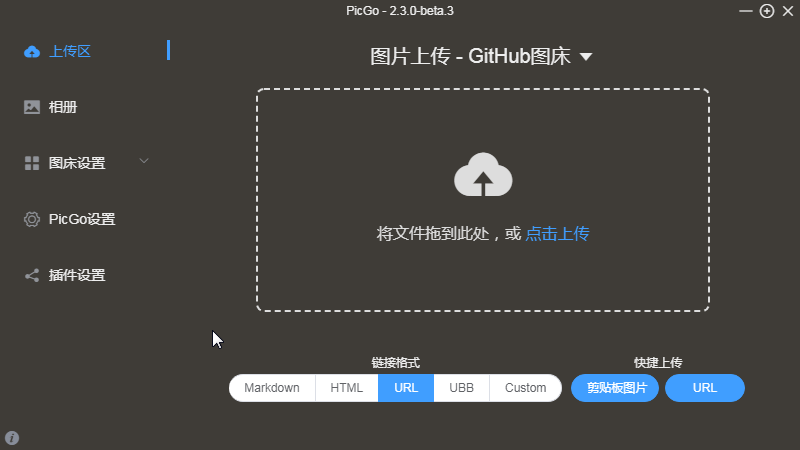 PicGo - 2.3.0-beta.3
上传区
相册
图床设置
PicGo设置
插件设置
图片上传 - GitHub图床
将文件拖到此处，或 点击上传
链接格式
Markdown HTML URL UBB Custom
快捷上传
剪贴板图片 URL